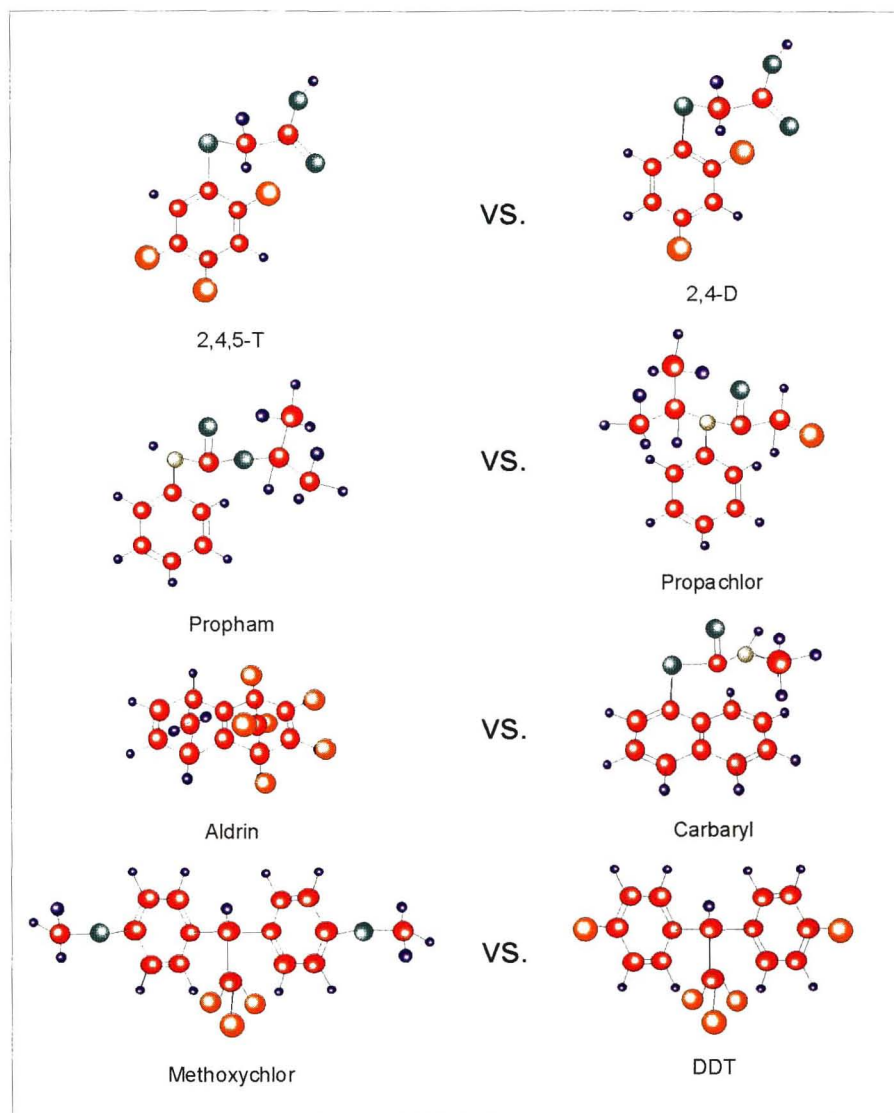 VS.
2,4,5-T
2,4-D
VS.
Propham
Propachlor
VS.
Aldrin
Carbaryl
VS.
Methoxychlor
DDT